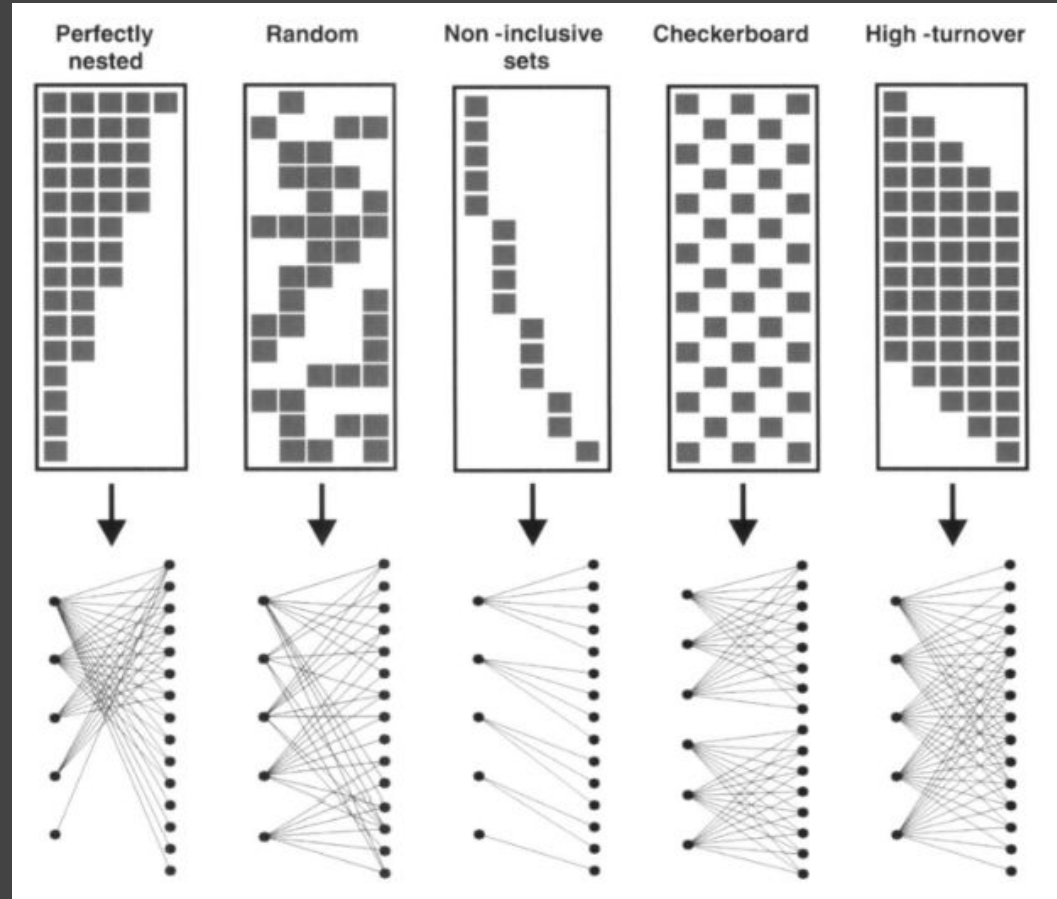 Perfectly
nested
Random
Non -inclusive
sets
Checkerboard
High -turnover